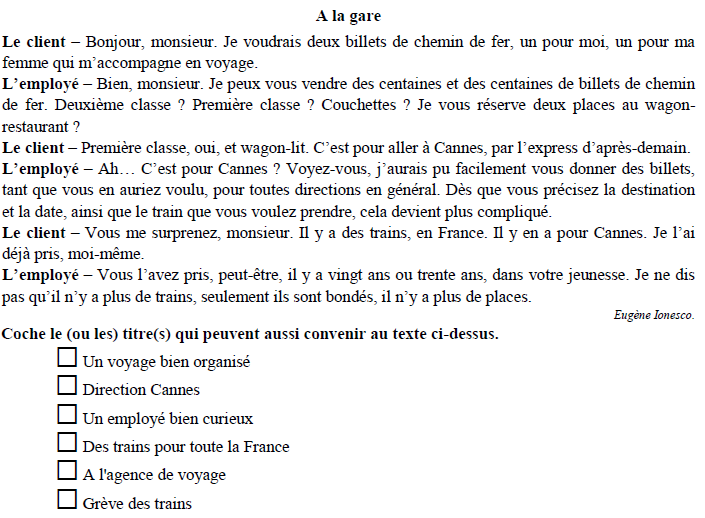 A la gare
Le client – Bonjour, monsieur. Je voudrais deux billets de chemin de fer, un pour moi, un pour ma
femme qui m'accompagne en voyage.
L'employé – Bien, monsieur. Je peux vous vendre des centaines et des centaines de billets de chemin
de fer. Deuxième classe ? Première classe ? Couchettes ? Je vous réserve deux places au wagon-
restaurant ?
Le client – Première classe, oui, et wagon-lit. C'est pour aller à Cannes, par l'express d'après-demain.
L'employé – Ah… C'est pour Cannes ? Voyez-vous, j'aurais pu facilement vous donner des billets,
tant que vous en auriez voulu, pour toutes directions en général. Dès que vous précisez la destination
et la date, ainsi que le train que vous voulez prendre, cela devient plus compliqué.
Le client – Vous me surprenez, monsieur. Il y a des trains, en France. Il y en a pour Cannes. Je l'ai
déjà pris, moi-même.
L'employé – Vous l'avez pris, peut-être, il y a vingt ans ou trente ans, dans votre jeunesse. Je ne dis
pas qu'il n'y a plus de trains, seulement ils sont bondés, il n'y a plus de places.
Eugène Ionesco.
Coche le (ou les) titre(s) qui peuvent aussi convenir au texte ci-dessus.
Un voyage bien organisé
Direction Cannes
Un employé bien curieux
Des trains pour toute la France
A l'agence de voyage
Grève des trains